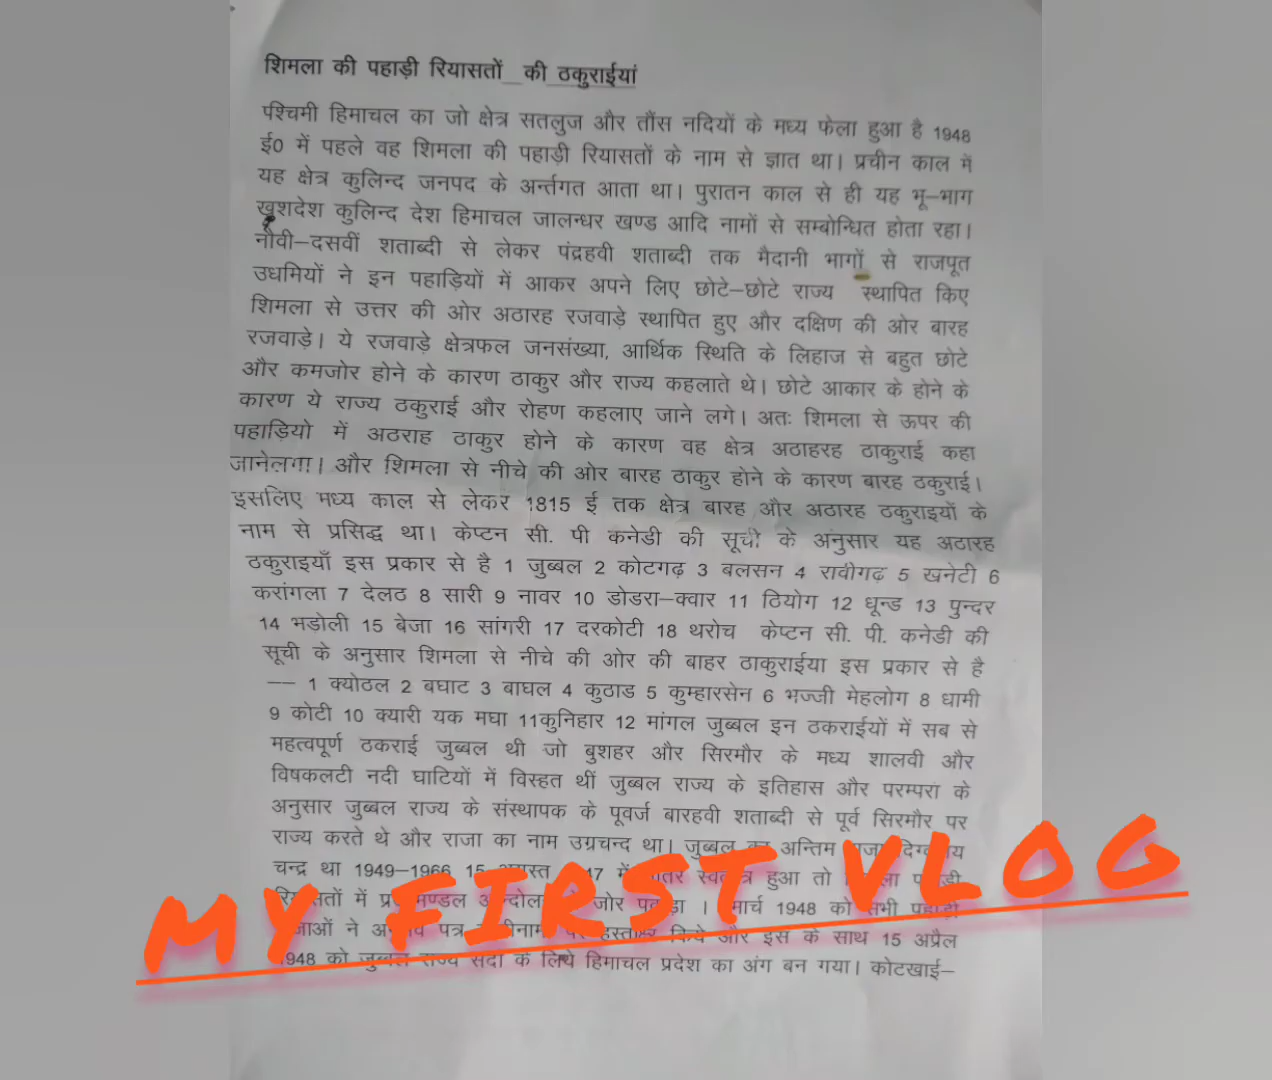 शिमला की पहाड़ी रियासतों की ठकुराईयां
पश्चिमी हिमाचल का जो क्षेत्र सतलुज और तौंस नदियों के मध्य फेला हुआ है 1948
ई0 में पहले वह शिमला की पहाड़ी रियासतों के नाम से ज्ञात था। प्रचीन काल में
यह क्षेत्र कुलिन्द जनपद के अर्न्तगत आता था। पुरातन काल से ही यह भू–भाग
खुशदेश कुलिन्द देश हिमाचल जालन्धर खण्ड आदि नामों से सम्बोन्धित होता रहा।
नौवी–दसवीं शताब्दी से लेकर पंद्रहवी शताब्दी तक मैदानी भागों से राजपूत
उधमियों ने इन पहाड़ियों में आकर अपने लिए छोटे–छोटे राज्य स्थापित किए
शिमला से उत्तर की ओर अठारह रजवाड़े स्थापित हुए और दक्षिण की ओर बारह
रजवाड़े। ये रजवाड़े क्षेत्रफल जनसंख्या, आर्थिक स्थिति के लिहाज से बहुत छोटे
और कमजोर होने के कारण ठाकुर और राज्य कहलाते थे। छोटे आकार के होने के
कारण ये राज्य ठकुराई और रोहण कहलाए जाने लगे। अतः शिमला से ऊपर की
पहाड़ियो में अठराह ठाकुर होने के कारण वह क्षेत्र अठाहरह ठाकुराई कहा
जानेलगा। और शिमला से नीचे की ओर बारह ठाकुर होने के कारण बारह ठकुराई।
इसलिए मध्य काल से लेकर 1815 ई तक क्षेत्र बारह और अठारह ठकुराइयों के
नाम से प्रसिद्ध था। केप्टन सी. पी कनेडी की सूची के अनुसार यह अठारह
ठकुराइयाँ इस प्रकार से है 1 जुब्बल 2 कोटगढ़ 3 बलसन 4 रावीगढ़ 5 खनेटी 6
करांगला 7 देलठ 8 सारी 9 नावर 10 डोडरा–क्वार 11 ठियोग 12 धून्ड 13 पुन्दर
14 भड़ोली 15 बेजा 16 सांगरी 17 दरकोटी 18 थरोच केप्टन सी. पी. कनेडी की
सूची के अनुसार शिमला से नीचे की ओर की बाहर ठाकुराईया इस प्रकार से है
–– 1 क्योठल 2 बघाट 3 बाघल 4 कुठाड 5 कुम्हारसेन 6 भज्जी मेहलोग 8 धामी
9 कोटी 10 क्यारी यक मघा 11कुनिहार 12 मांगल जुब्बल इन ठकराईयों में सब से
महत्वपूर्ण ठकराई जुब्बल थी जो बुशहर और सिरमौर के मध्य शालवी और
विषकलटी नदी घाटियों में विस्हत थीं जुब्बल राज्य के इतिहास और परम्परां के
अनुसार जुब्बल राज्य के संस्थापक के पूवर्ज बारहवी शताब्दी से पूर्व सिरमौर पर
राज्य करते थे और राजा का नाम उग्रचन्द था। जुब्बल का अन्तिम
चन्द्र था 1949–1966 15 में हुआ तो
में जोर । मार्च 1948 को सभी
ने पत्र किये और इस के साथ 15 अप्रैल
1948 को जुब्बल राज्य सदा के लिये हिमाचल प्रदेश का अंग बन गया। कोटखाई–
MY FIRST VLOG